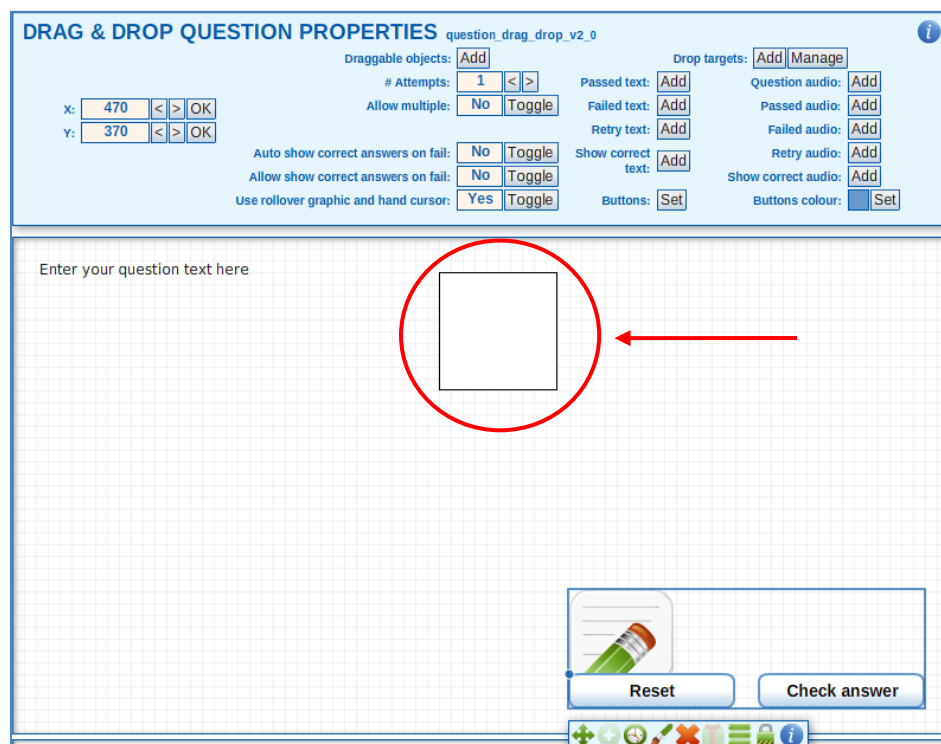 DRAG & DROP QUESTION PROPERTIES question_drag_drop_v2_0 i
Draggable objects: Add Drop targets: Add Manage
# Attempts: 1 < > Passed text: Add Question audio: Add
X: 470 < > OK Allow multiple: No Toggle Failed text: Add Passed audio: Add
Y: 370 < > OK Retry text: Add Failed audio: Add
Auto show correct answers on fail: No Toggle Show correct text: Add Retry audio: Add
Allow show correct answers on fail: No Toggle Show correct audio: Add
Use rollover graphic and hand cursor: Yes Toggle Buttons: Set Buttons colour: Set
Enter your question text here
Reset Check answer
i